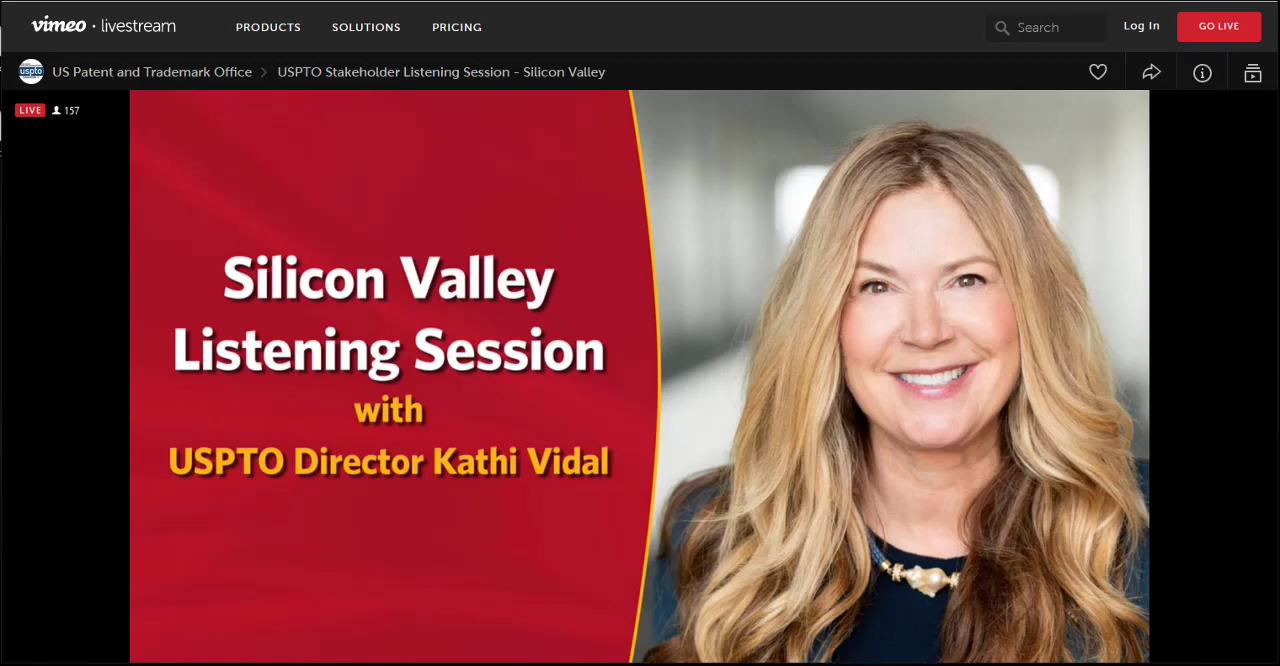 vimeo · livestream
PRODUCTS
SOLUTIONS
PRICING
Search
Log In
GO LIVE
uspto
US Patent and Trademark Office > USPTO Stakeholder Listening Session - Silicon Valley
LIVE 157
Silicon Valley
Listening Session
with
USPTO Director Kathi Vidal